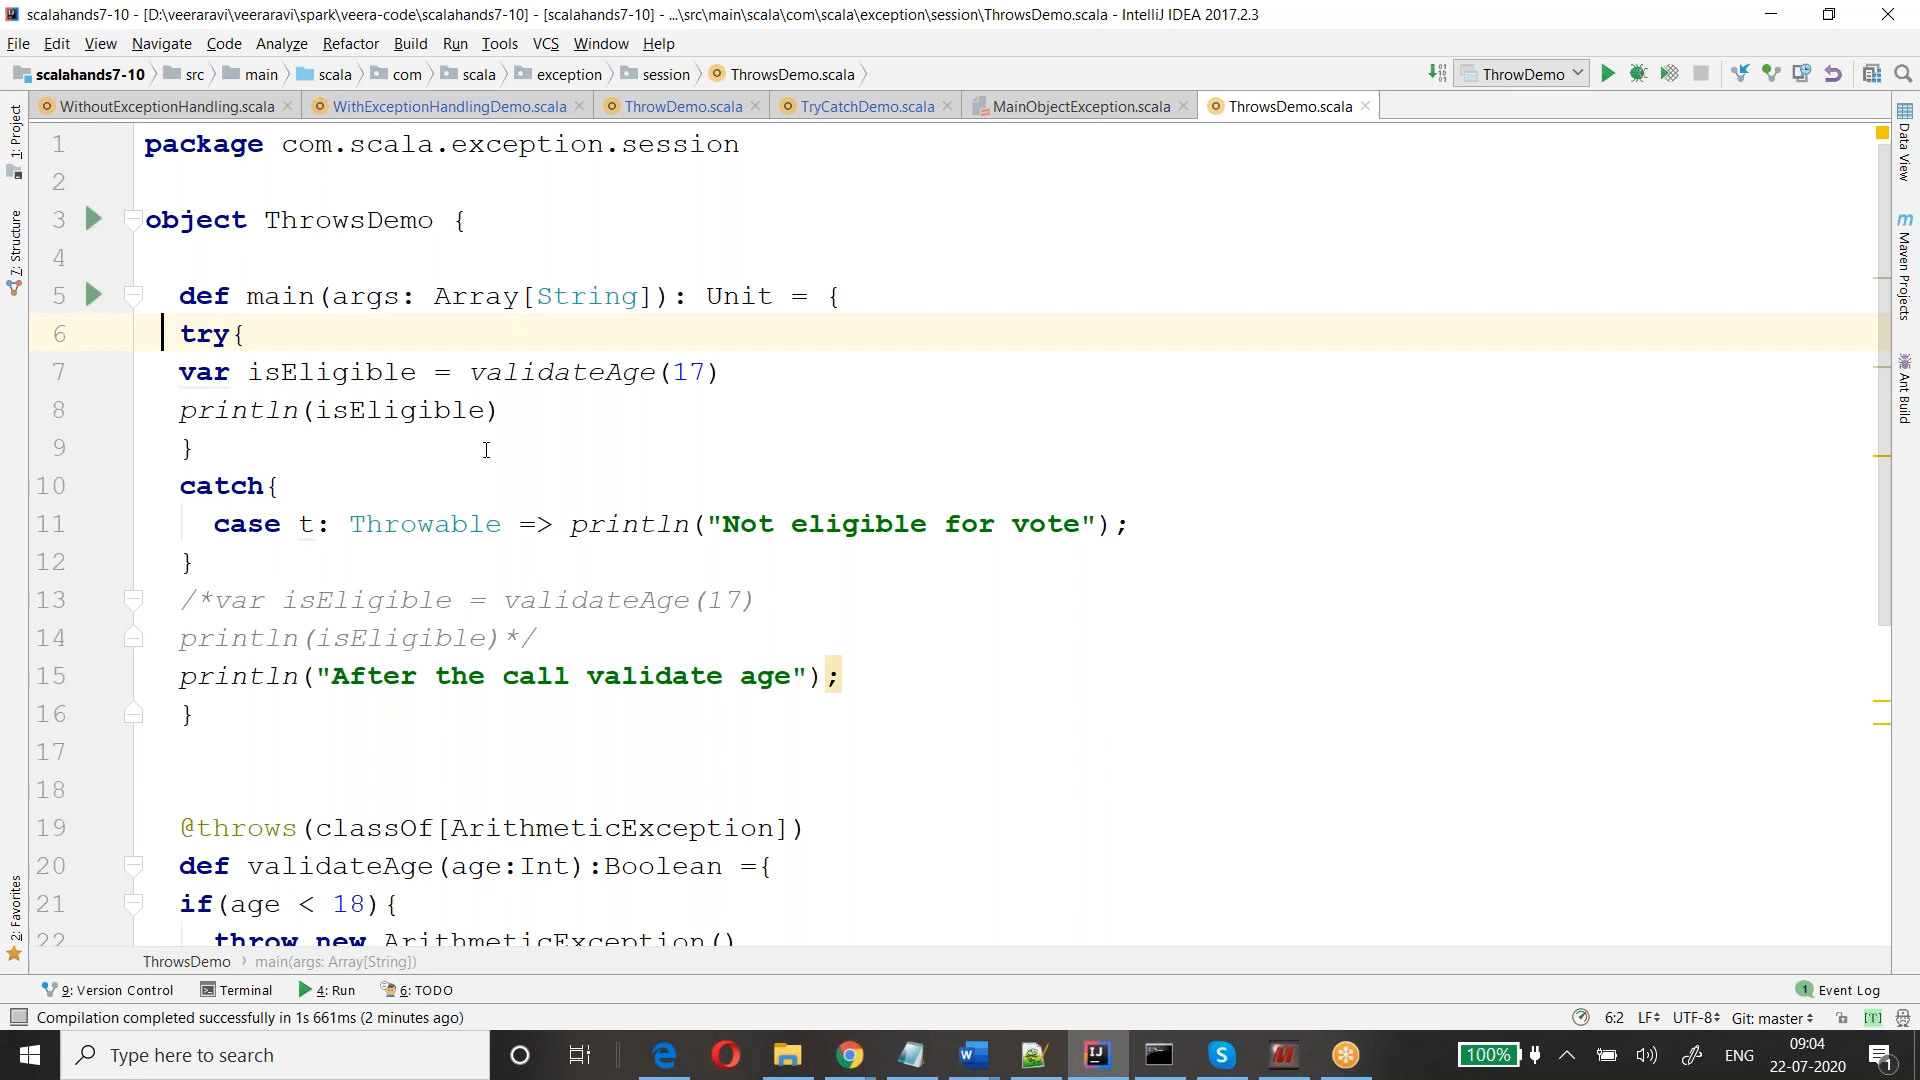 scalahands7-10 - [D:\veeraravi\veeraravi\spark\veera-code\scalahands7-10] - [scalahands7-10] - ...\src\main\scala\com\scala\exception\session\ThrowsDemo.scala - IntelliJ IDEA 2017.2.3
File Edit View Navigate Code Analyze Refactor Build Run Tools VCS Window Help
scalahands7-10 src main scala com scala exception session ThrowsDemo.scala ThrowDemo
WithoutExceptionHandling.scala WithExceptionHandlingDemo.scala ThrowDemo.scala TryCatchDemo.scala MainObjectException.scala ThrowsDemo.scala
1: Project
7: Structure
2: Favorites
Data View
Maven Projects
Ant Build
1 package com.scala.exception.session
2
3 object ThrowsDemo {
4
5 def main(args: Array[String]): Unit = {
6 try{
7 var isEligible = validateAge(17)
8 println(isEligible)
9 }
10 catch{
11 case t: Throwable => println("Not eligible for vote");
12 }
13 /*var isEligible = validateAge(17)
14 println(isEligible)*/
15 println("After the call validate age");
16 }
17
18
19 @throws(classOf[ArithmeticException])
20 def validateAge(age:Int):Boolean ={
21 if(age < 18){
22 throw new ArithmeticException()
ThrowsDemo main(args: Array[String])
9: Version Control Terminal 4: Run 6: TODO 1 Event Log
Compilation completed successfully in 1s 661ms (2 minutes ago) 6:2 LF UTF-8 Git: master [T]
Type here to search 100% ENG 09:04
22-07-2020 1